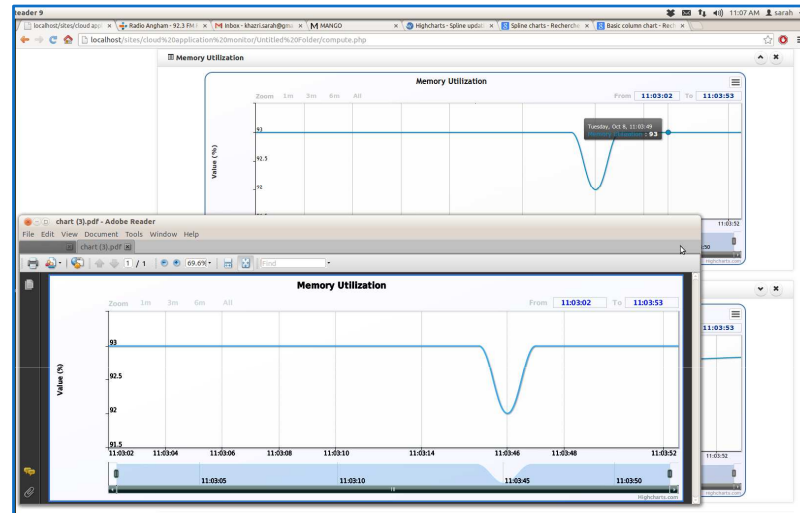 eader 9
11:07 AM sarah
localhost/sites/cloud appl
Radio Angham - 92.3 FM
Inbox - khazri.sarah@gma
MANGO
Highcharts - Spline updat
Spline charts - Recherche
Basic column chart - Rech
localhost/sites/cloud%20application%20monitor/Untitled%20Folder/compute.php
Memory Utilization
Memory Utilization
Zoom 1m 3m 6m All
From 11:03:02 To 11:03:53
Value (%)
93
Tuesday, Oct 8, 11:03:49
: 93
92.5
92
11:03:52
:50
Highcharts.com
chart (3).pdf - Adobe Reader
File Edit View Document Tools Window Help
chart (3).pdf
1 / 1
69.6%
Find
Memory Utilization
Zoom 1m 3m 6m All
From 11:03:02 To 11:03:53
Value (%)
93
92.5
92
91.5
11:03:02 11:03:04 11:03:06 11:03:08 11:03:10 11:03:14 11:03:46 11:03:48 11:03:52
11:03:05 11:03:10 11:03:45 11:03:50
Highcharts.com
11:03:53
11:03:52
Highcharts.com